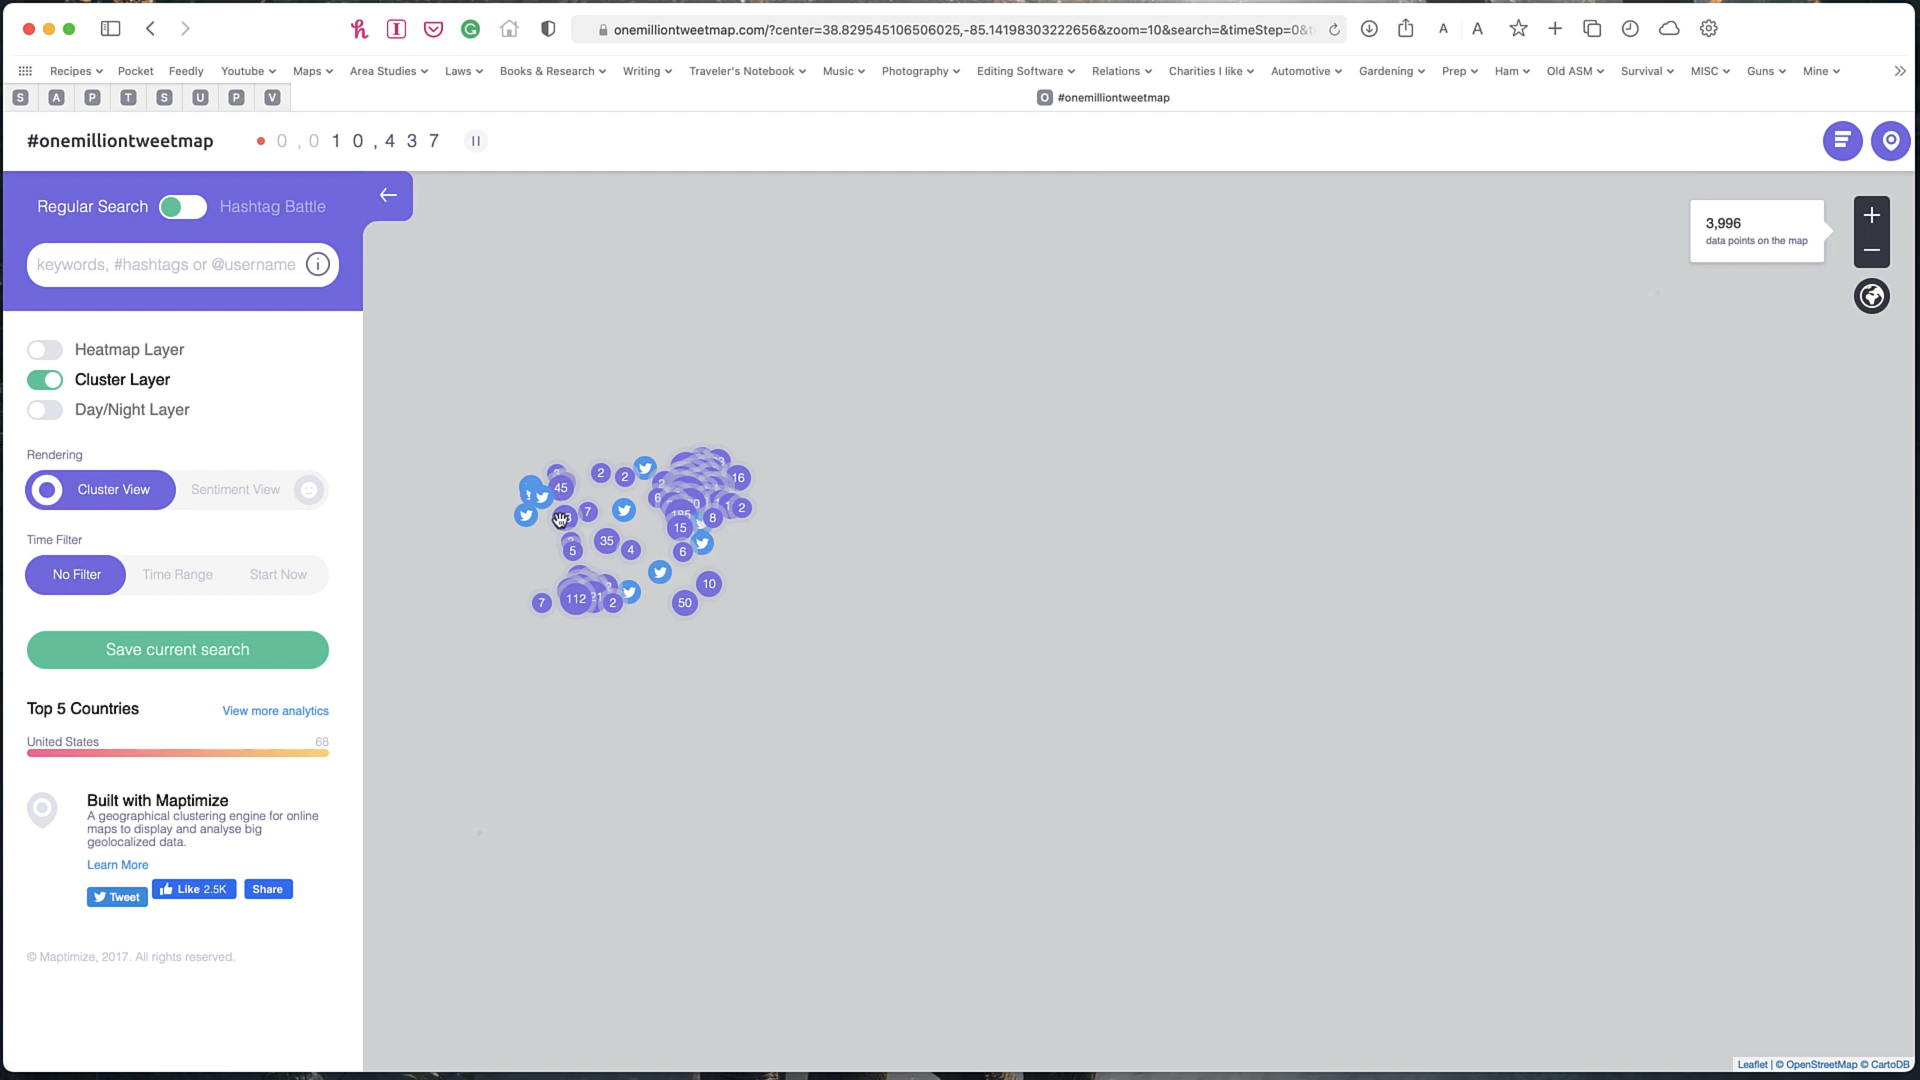 onemilliontweetmap.com/?center=38.829545106506025,-85.14198303222656&zoom=10&search=&timeStep=0&t
A A
Recipes Pocket Feedly Youtube Maps Area Studies Laws Books & Research Writing Traveler's Notebook Music Photography Editing Software Relations Charities I like Automotive Gardening Prep Ham Old ASM Survival MISC Guns Mine
S A P T S U P V O #onemilliontweetmap
#onemilliontweetmap 0,010,437
Regular Search Hashtag Battle
keywords, #hashtags or @username
3,996
data points on the map
Heatmap Layer
Cluster Layer
Day/Night Layer
Rendering
Cluster View Sentiment View
Time Filter
No Filter Time Range Start Now
Save current search
Top 5 Countries View more analytics
United States 68
Built with Maptimize
A geographical clustering engine for online
maps to display and analyse big
geolocalized data.
Learn More
Tweet Like 2.5K Share
© Maptimize, 2017. All rights reserved.
2 2 16
45
6 2
7 8
15
35 4 6
5
10
112 21 2
7 50
Leaflet | © OpenStreetMap © CartoDB